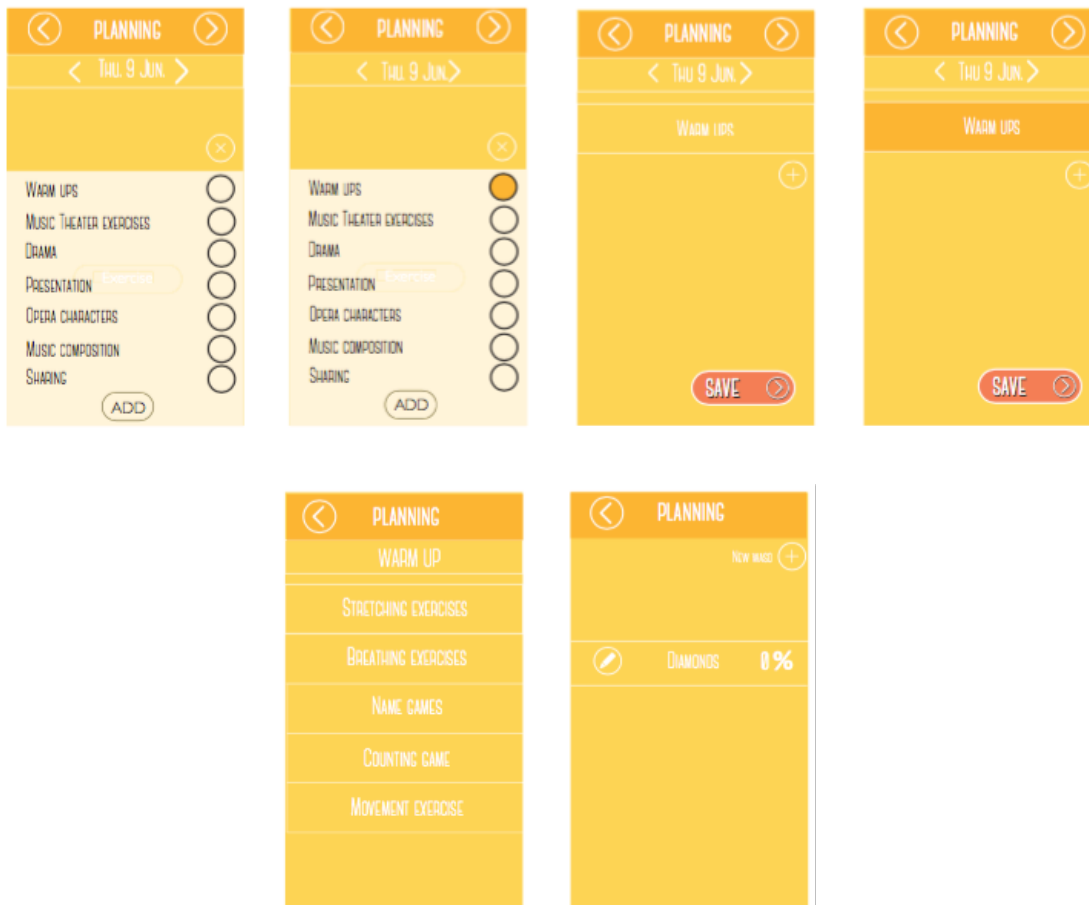 PLANNING
THU. 9 JUN.
WARM UPS
MUSIC THEATER EXERCISES
DRAMA
Exercise
PRESENTATION
OPERA CHARACTERS
MUSIC COMPOSITION
SHARING
ADD
PLANNING
THU. 9 JUN.
WARM UPS
MUSIC THEATER EXERCISES
DRAMA
Exercise
PRESENTATION
OPERA CHARACTERS
MUSIC COMPOSITION
SHARING
ADD
PLANNING
THU 9 JUN.
WARM UPS
SAVE
PLANNING
THU 9 JUN.
WARM UPS
SAVE
PLANNING
WARM UP
STRETCHING EXERCISES
BREATHING EXERCISES
NAME GAMES
COUNTING GAME
MOVEMENT EXERCISE
PLANNING
NEW
DIAMONDS 0%